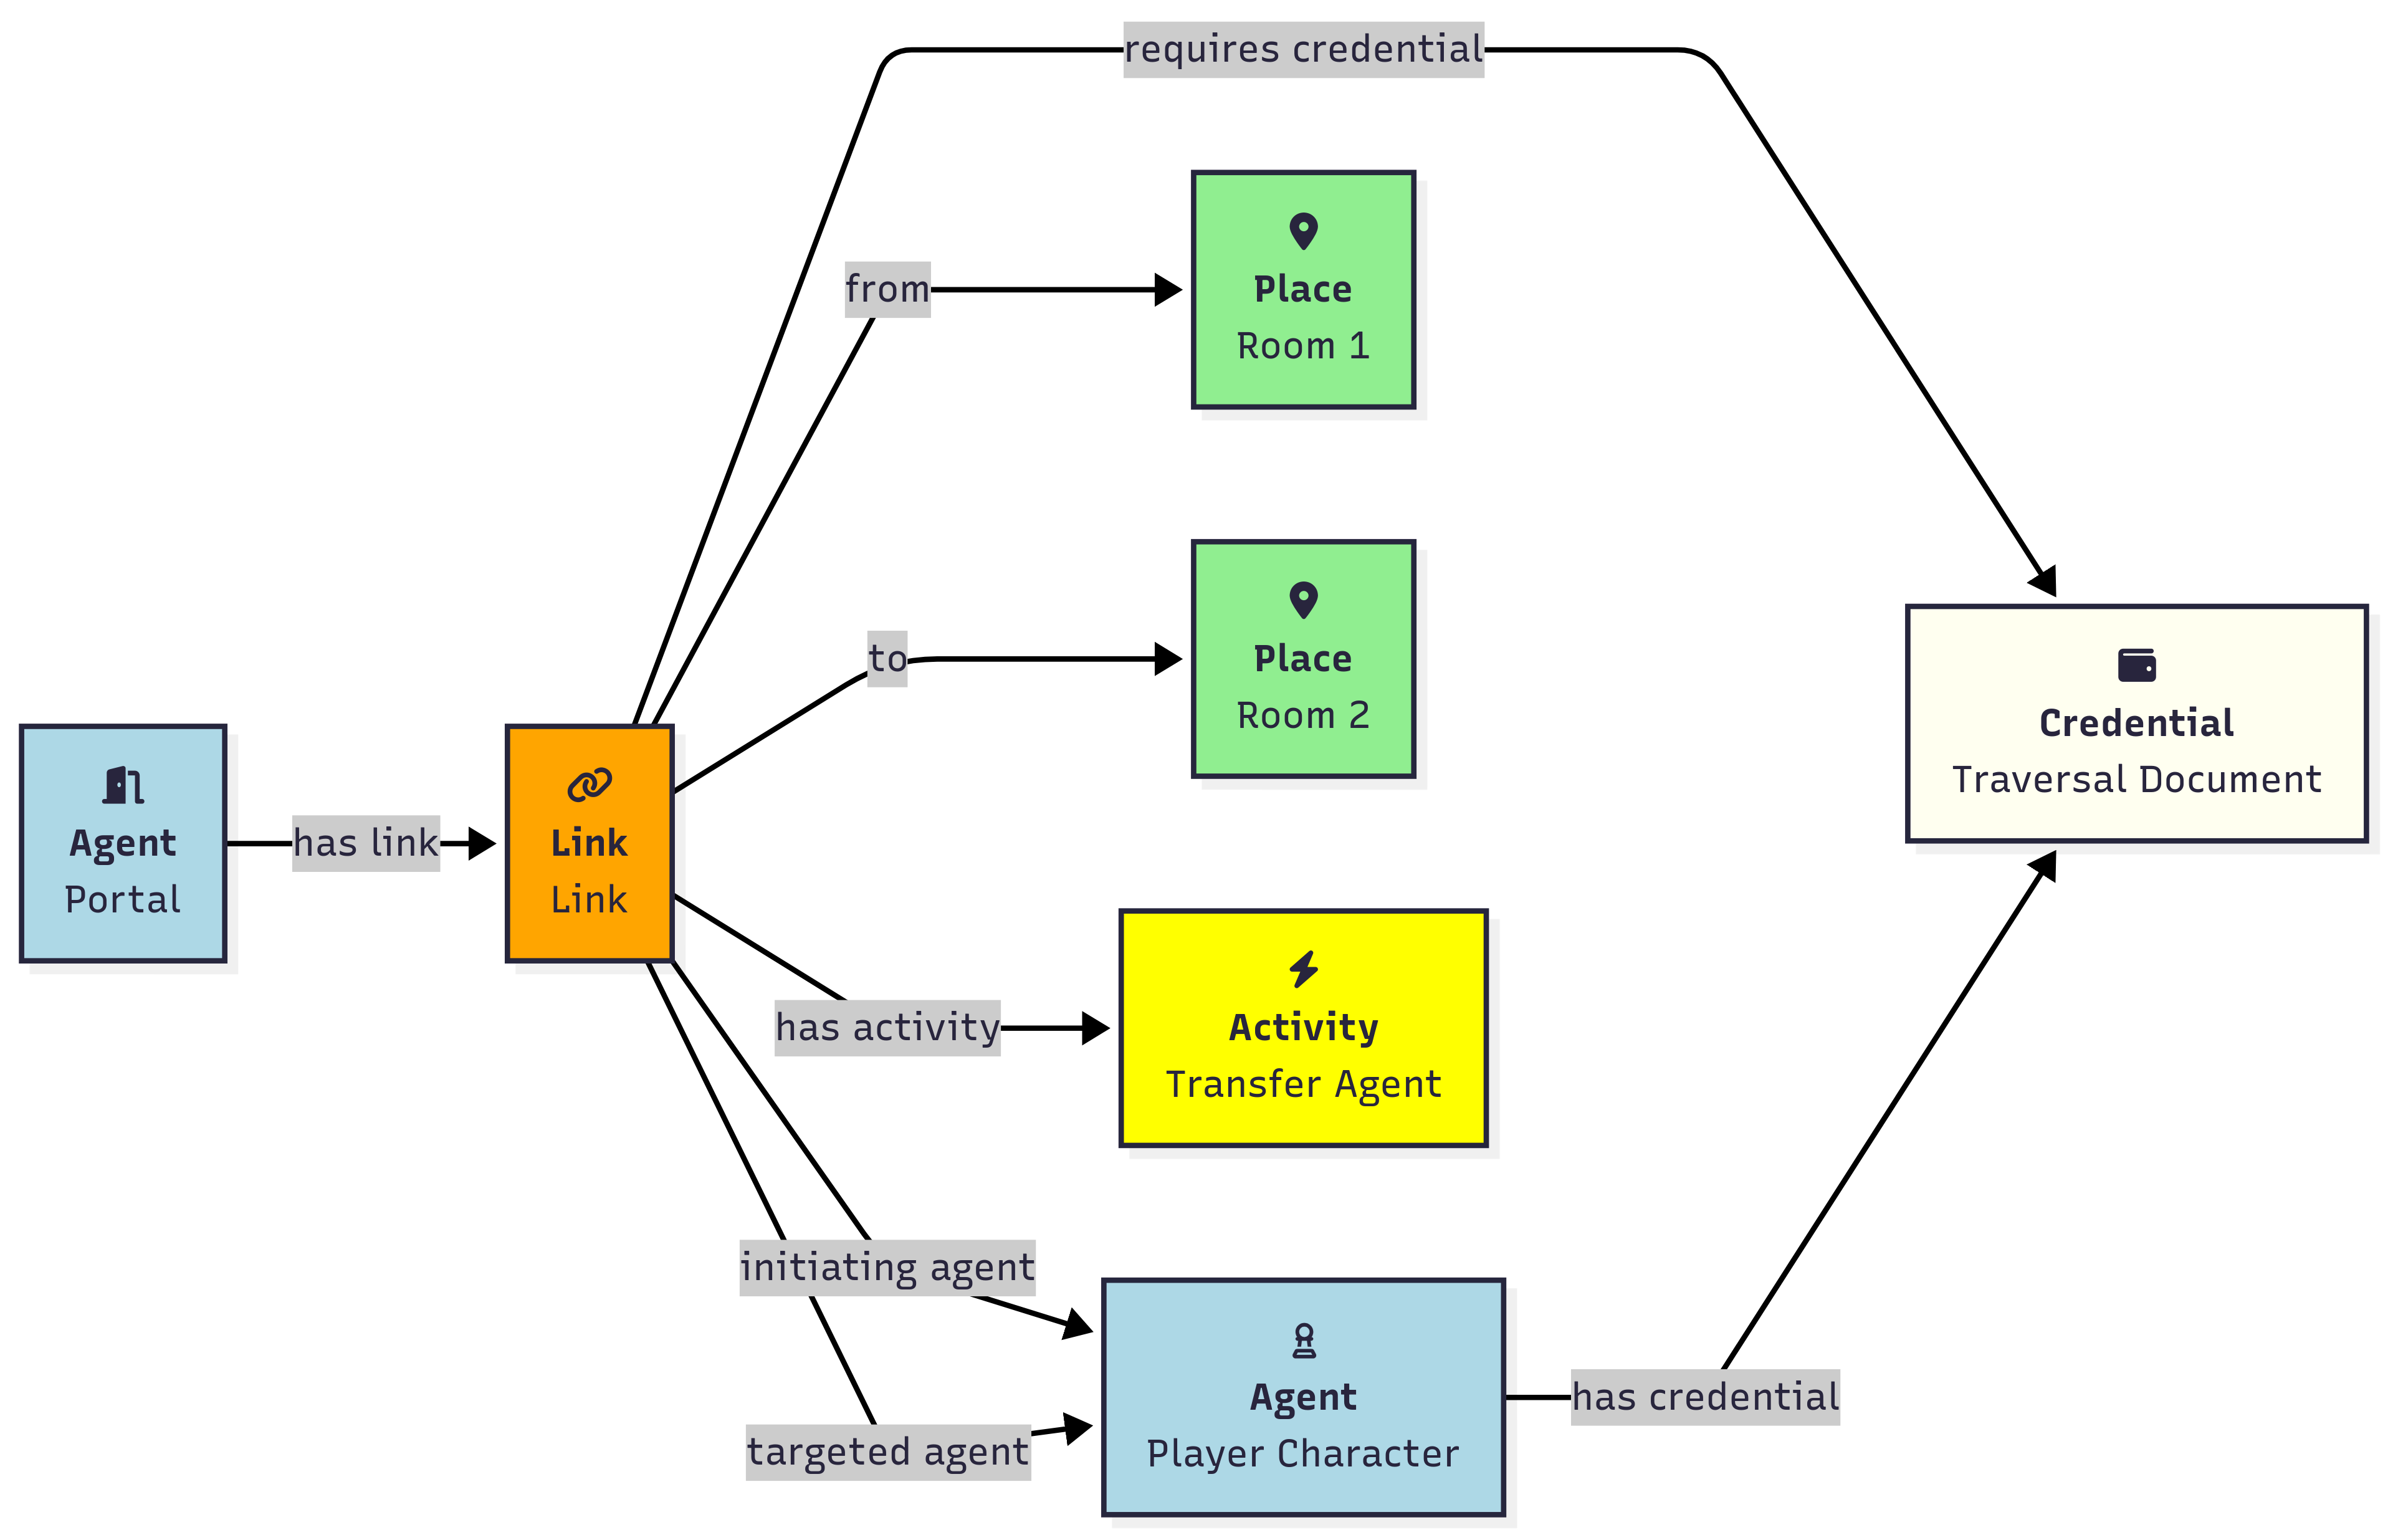 requires credential
from
Place
Room 1
to
Place
Room 2
Credential
Traversal Document
Agent
Portal
has link
Link
Link
has activity
Activity
Transfer Agent
initiating agent
targeted agent
Agent
Player Character
has credential